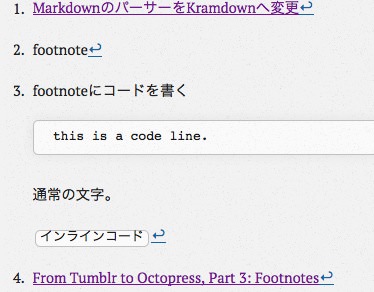 1. MarkdownのパーサーをKramdownへ変更↩
2. footnote↩
3. footnoteにコードを書く
this is a code line.
通常の文字。
インラインコード ↩
4. From Tumblr to Octopress, Part 3: Footnotes↩